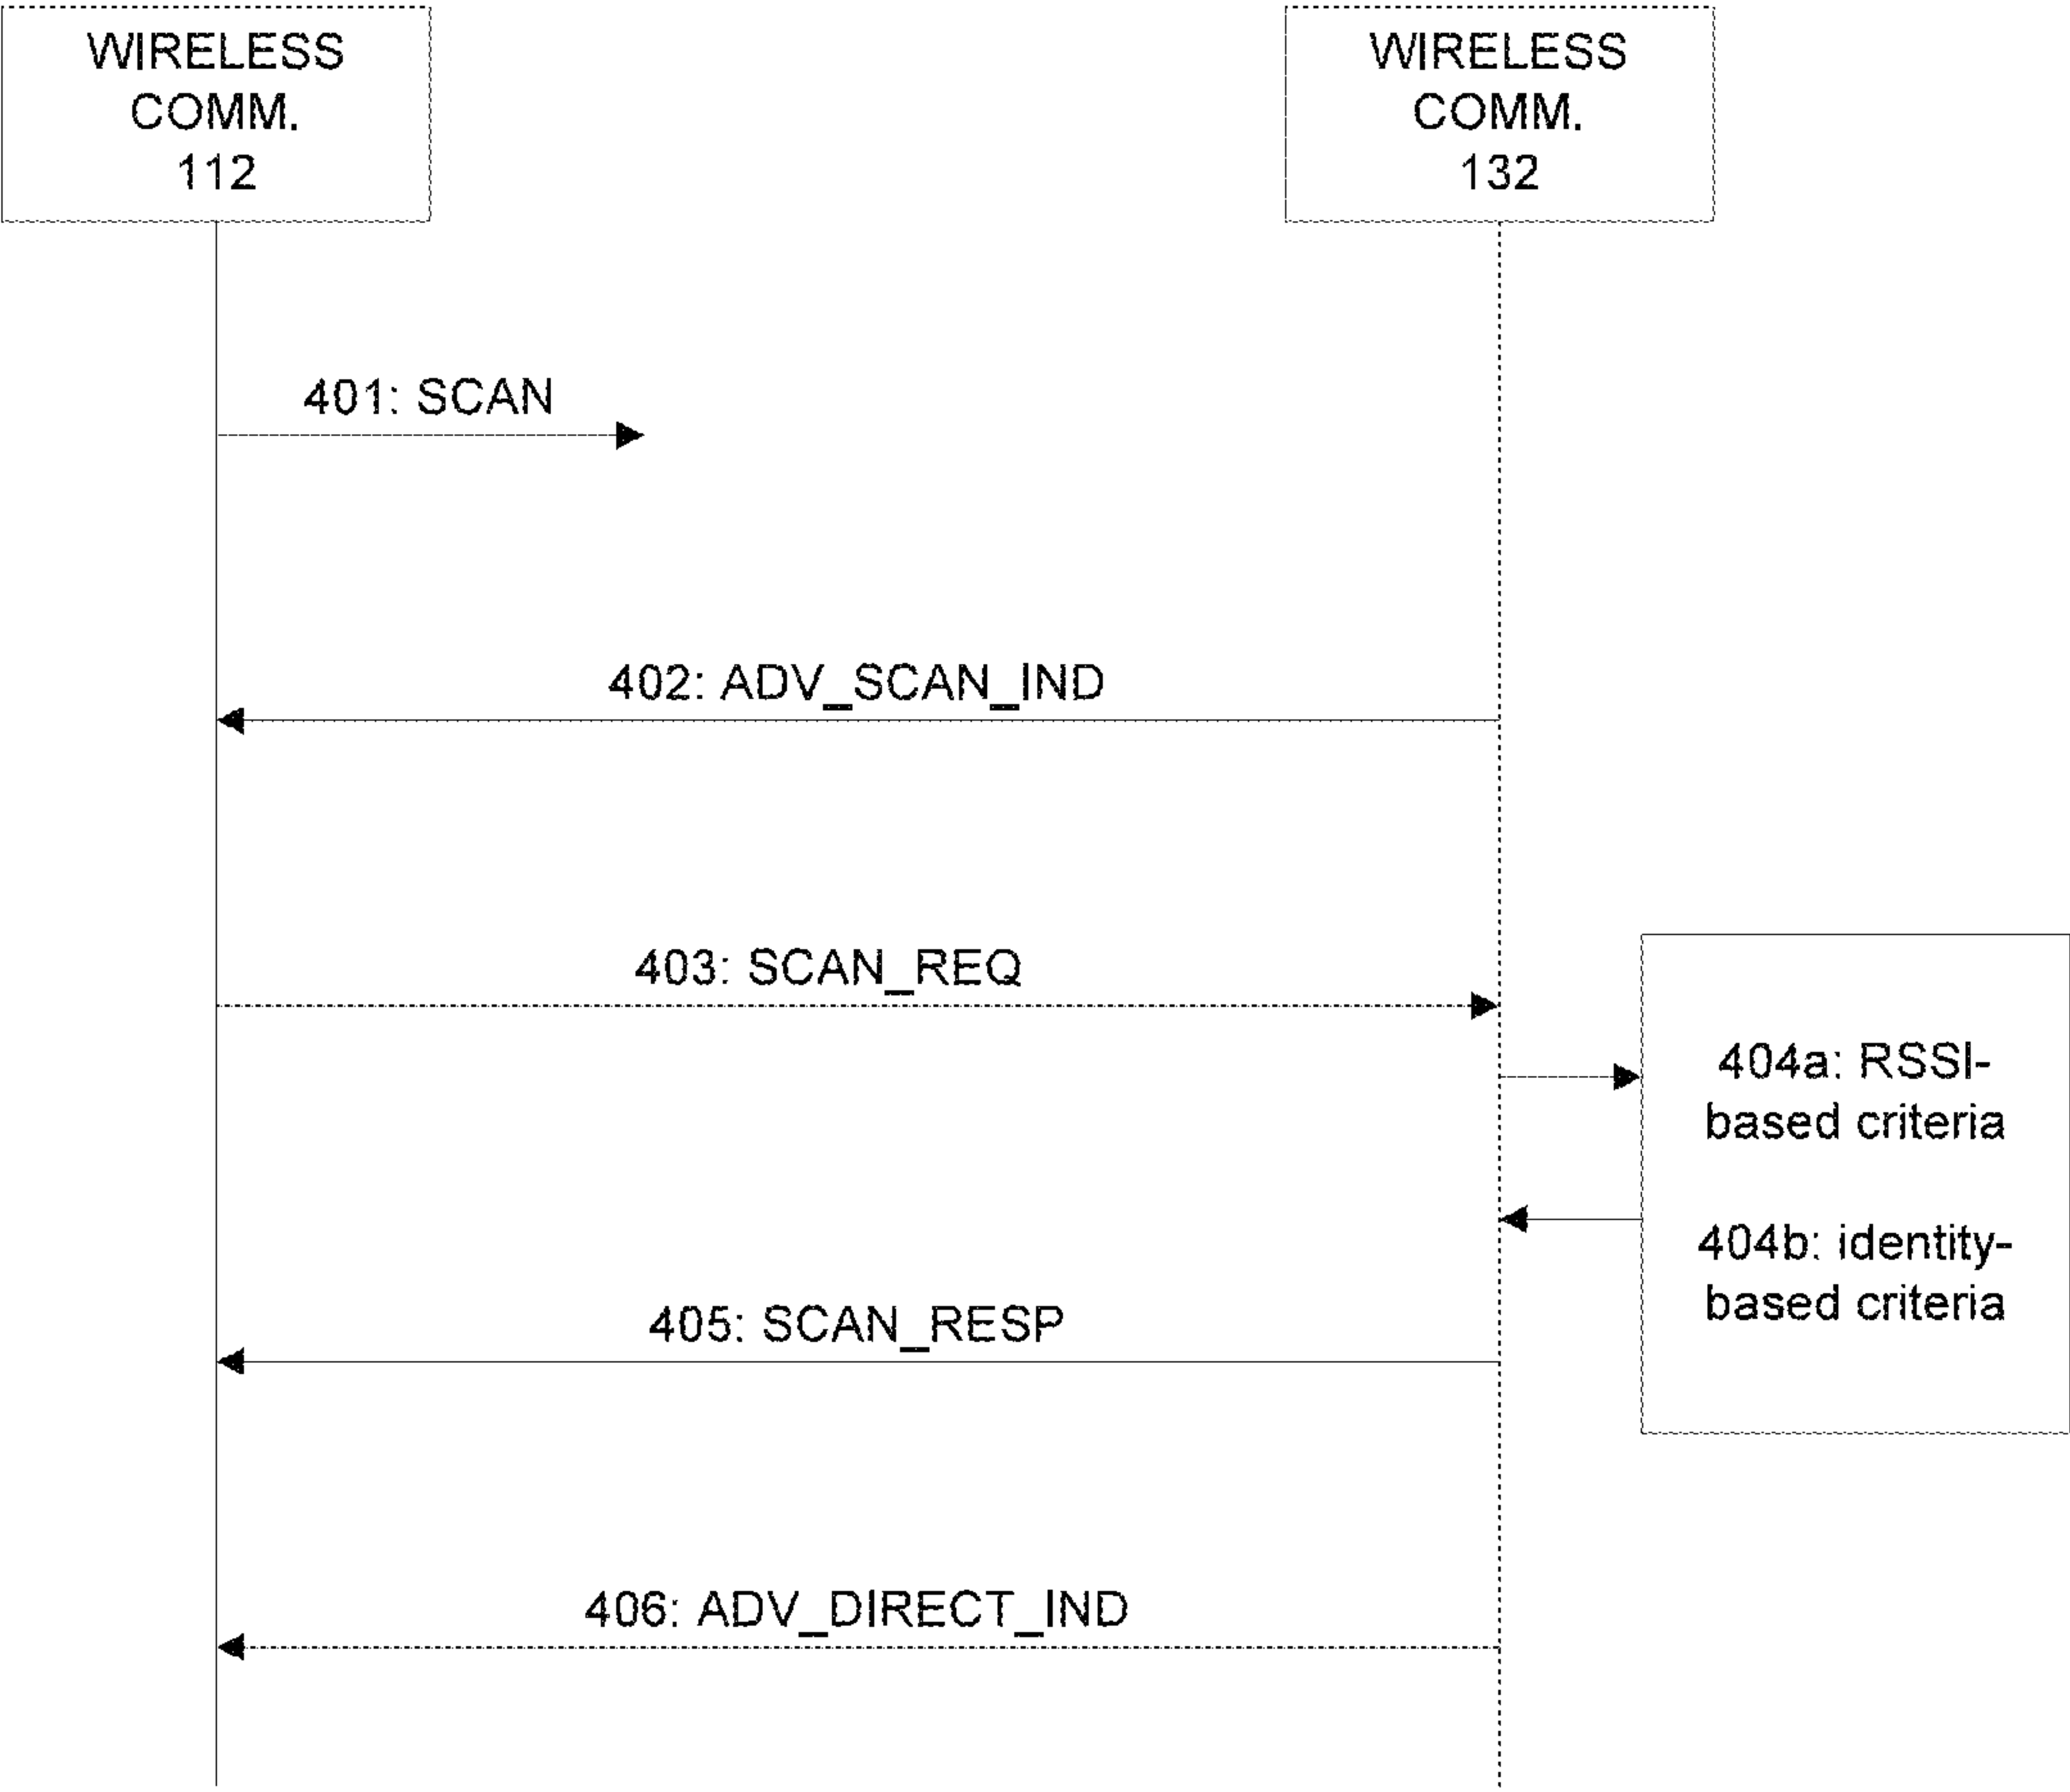 WIRELESS
COMM.
112
WIRELESS
COMM.
132
401: SCAN
402: ADV_SCAN_IND
403: SCAN_REQ
404a: RSSI-
based criteria
404b: identity-
based criteria
405: SCAN_RESP
406: ADV_DIRECT_IND